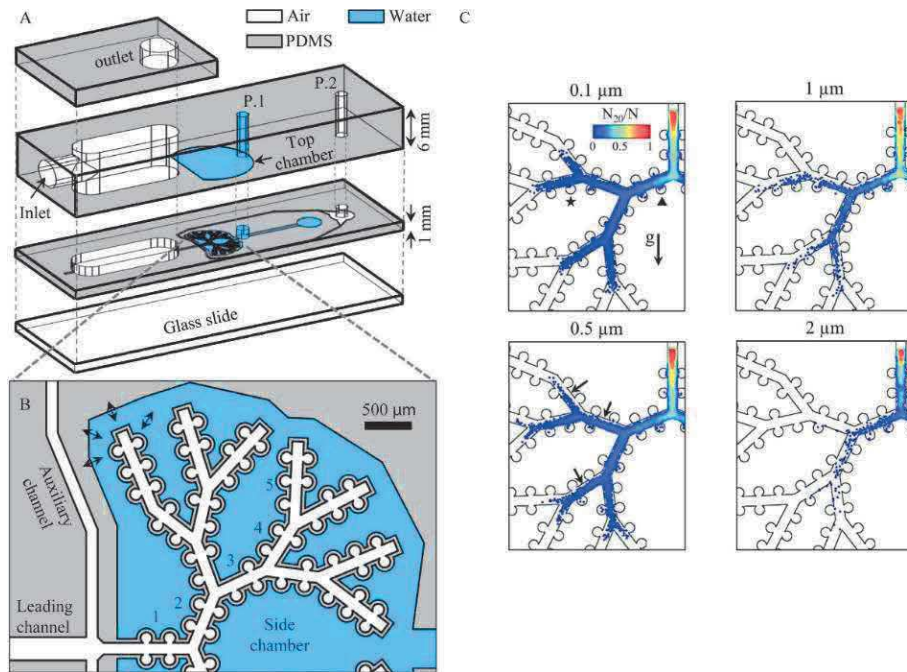 A
Air
Water
PDMS
outlet
P.1
P.2
Top
chamber
6 mm
Inlet
1 mm
Glass slide
B
500 µm
Auxiliary
channel
5
4
3
2
1
Leading
channel
Side
chamber
C
0.1 µm
1 µm
N20/N
0
1
g
0.5 µm
2 µm